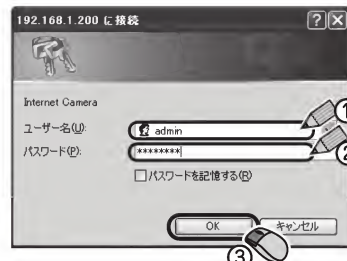 192.168.1.200 に接続
Internet Camera
ユーザー名(U):
admin
①
パスワード(P):
********
②
パスワードを記憶する(R)
OK
キャンセル
③